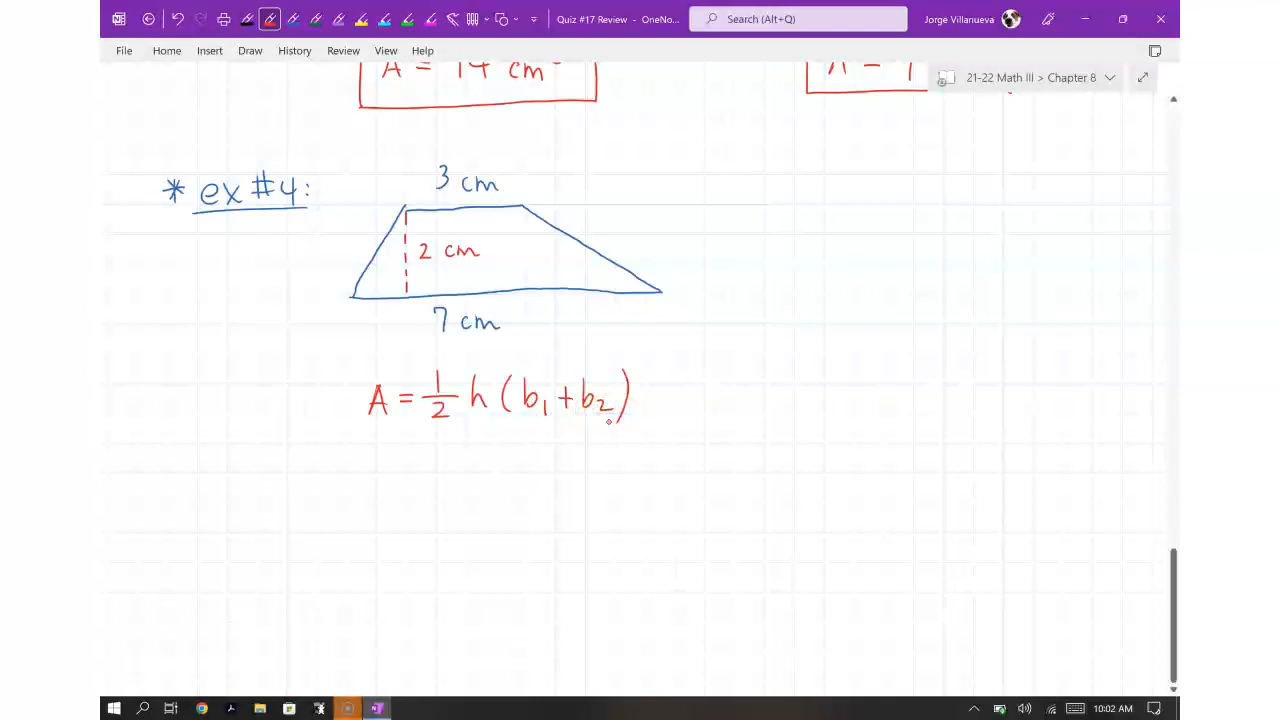 Quiz #17 Review - OneNo...
Search (Alt+Q)
Jorge Villanueva
File Home Insert Draw History Review View Help
21-22 Math III > Chapter 8
A = 14 cm
* ex #4:
3 cm
2 cm
7 cm
A = 1/2 h (b₁ + b₂)
10:02 AM